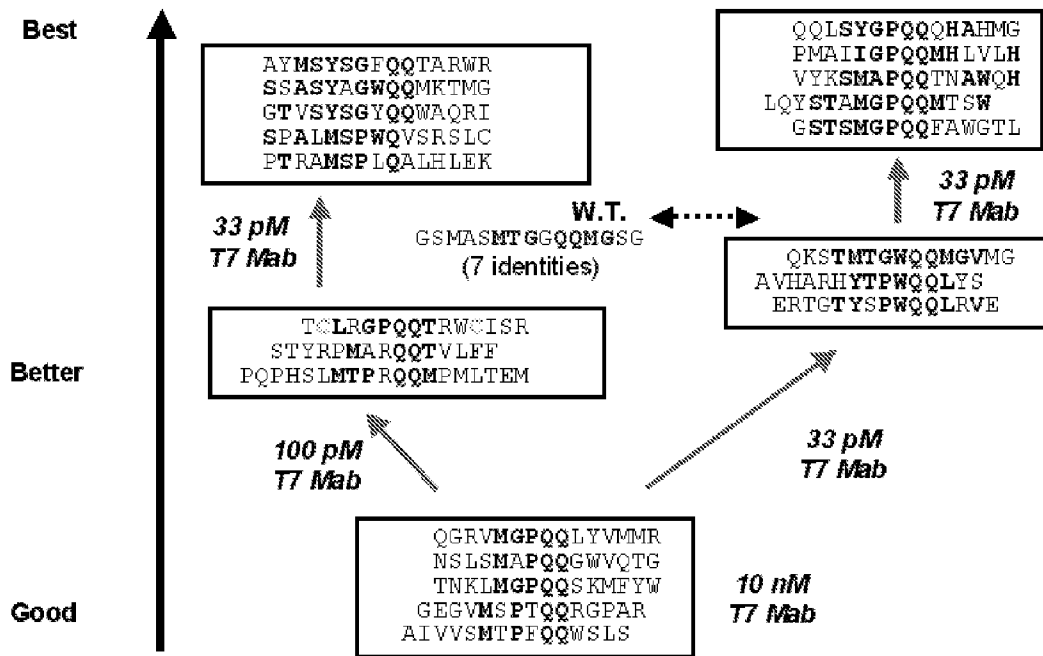 Best
AYMSYSGFQQTARWR
SSASYAGWQQMKTMG
GTVSYSGYQQWAQRI
SPALMSPWQVSRSLC
PTRAMSPLQALHLEK
QQLSYGPQQQHAHMG
PMAIIGPQQMHLVLH
VYKSMAPQQTNAWQH
LQYSTAMGPQQMTSW
GSTSMGPQQFAWGTL
33 pM
T7 Mab
33 pM
T7 Mab
W.T.
GSMASMTGGQQMGSG
(7 identities)
QKSTMTGWQQMGVMG
AVHARHYTPWQQLYS
ERTGTYSPWQQLRVE
Better
TCLRGPQQTRWCISR
STYRPMARQQTVLFF
PQPHSLMTPRQQMPMLTEM
100 pM
T7 Mab
33 pM
T7 Mab
Good
QGRVMGPQQLYVMMR
NSLSMAPQQGWVQTG
TNKLMGPQQSKMFYW
GEGVMSPTQQRGPAR
AIVVSMTPFQQWSLS
10 nM
T7 Mab